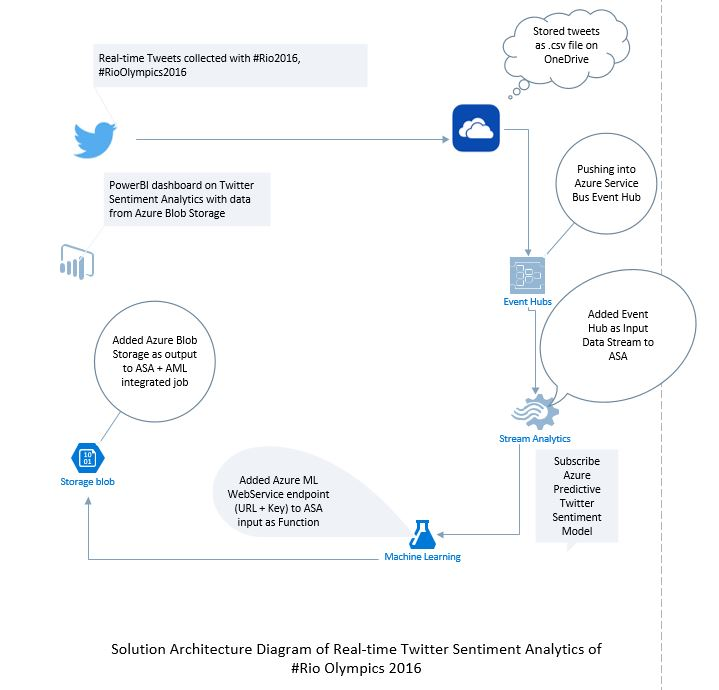 Stored tweets
as .csv file on
OneDrive
Real-time Tweets collected with #Rio2016,
#RioOlympics2016
Pushing into
Azure Service
Bus Event Hub
PowerBI dashboard on Twitter
Sentiment Analytics with data
from Azure Blob Storage
Event Hubs
Added Event
Hub as Input
Data Stream to
ASA
Added Azure Blob
Storage as output
to ASA + AML
integrated job
Stream Analytics
Subscribe
Azure
Predictive
Twitter
Sentiment
Model
10
01
Storage blob
Added Azure ML
WebService endpoint
(URL + Key) to ASA
input as Function
Machine Learning
Solution Architecture Diagram of Real-time Twitter Sentiment Analytics of
#Rio Olympics 2016